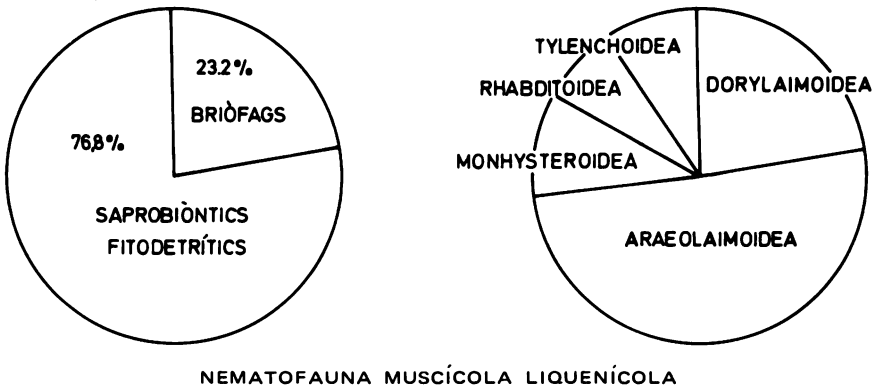 23.2%
BRIÒFAGS
76,8%
SAPROBIÒNTICS
FITODETRÍTICS
TYLENCHOIDEA
RHABDITOIDEA
DORYLAIMOIDEA
MONHYSTEROIDEA
ARAEOLAIMOIDEA
NEMATOFAUNA MUSCÍCOLA LIQUENÍCOLA